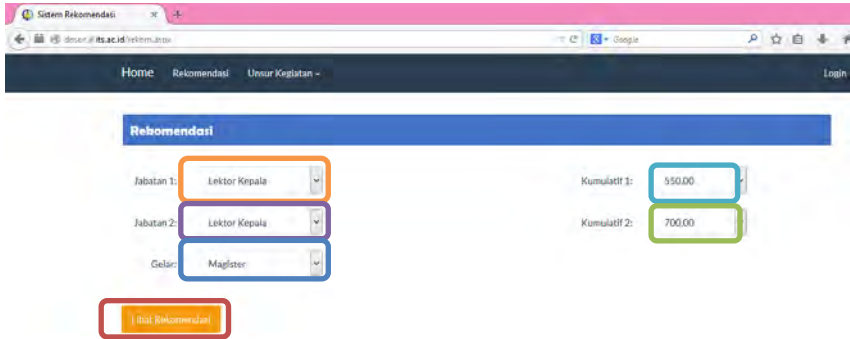 Sistem Rekomendasi
its.ac.id
Google
Home Rekomendasi Unsur Kegiatan
Login
Rekomendasi
Jabatan 1: Lektor Kepala Kumulatif 1: 550.00
Jabatan 2: Lektor Kepala Kumulatif 2: 700.00
Gelar: Magister
Lihat Rekomendasi